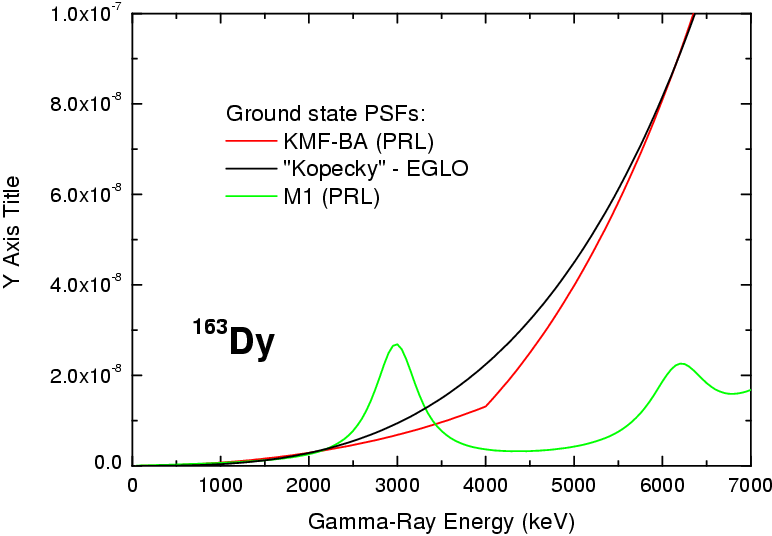 1.0x10⁻⁷
8.0x10⁻⁸
6.0x10⁻⁸
4.0x10⁻⁸
2.0x10⁻⁸
0.0
Y Axis Title
Ground state PSFs:
KMF-BA (PRL)
"Kopecky" - EGLO
M1 (PRL)
¹⁶³Dy
0 1000 2000 3000 4000 5000 6000 7000
Gamma-Ray Energy (keV)